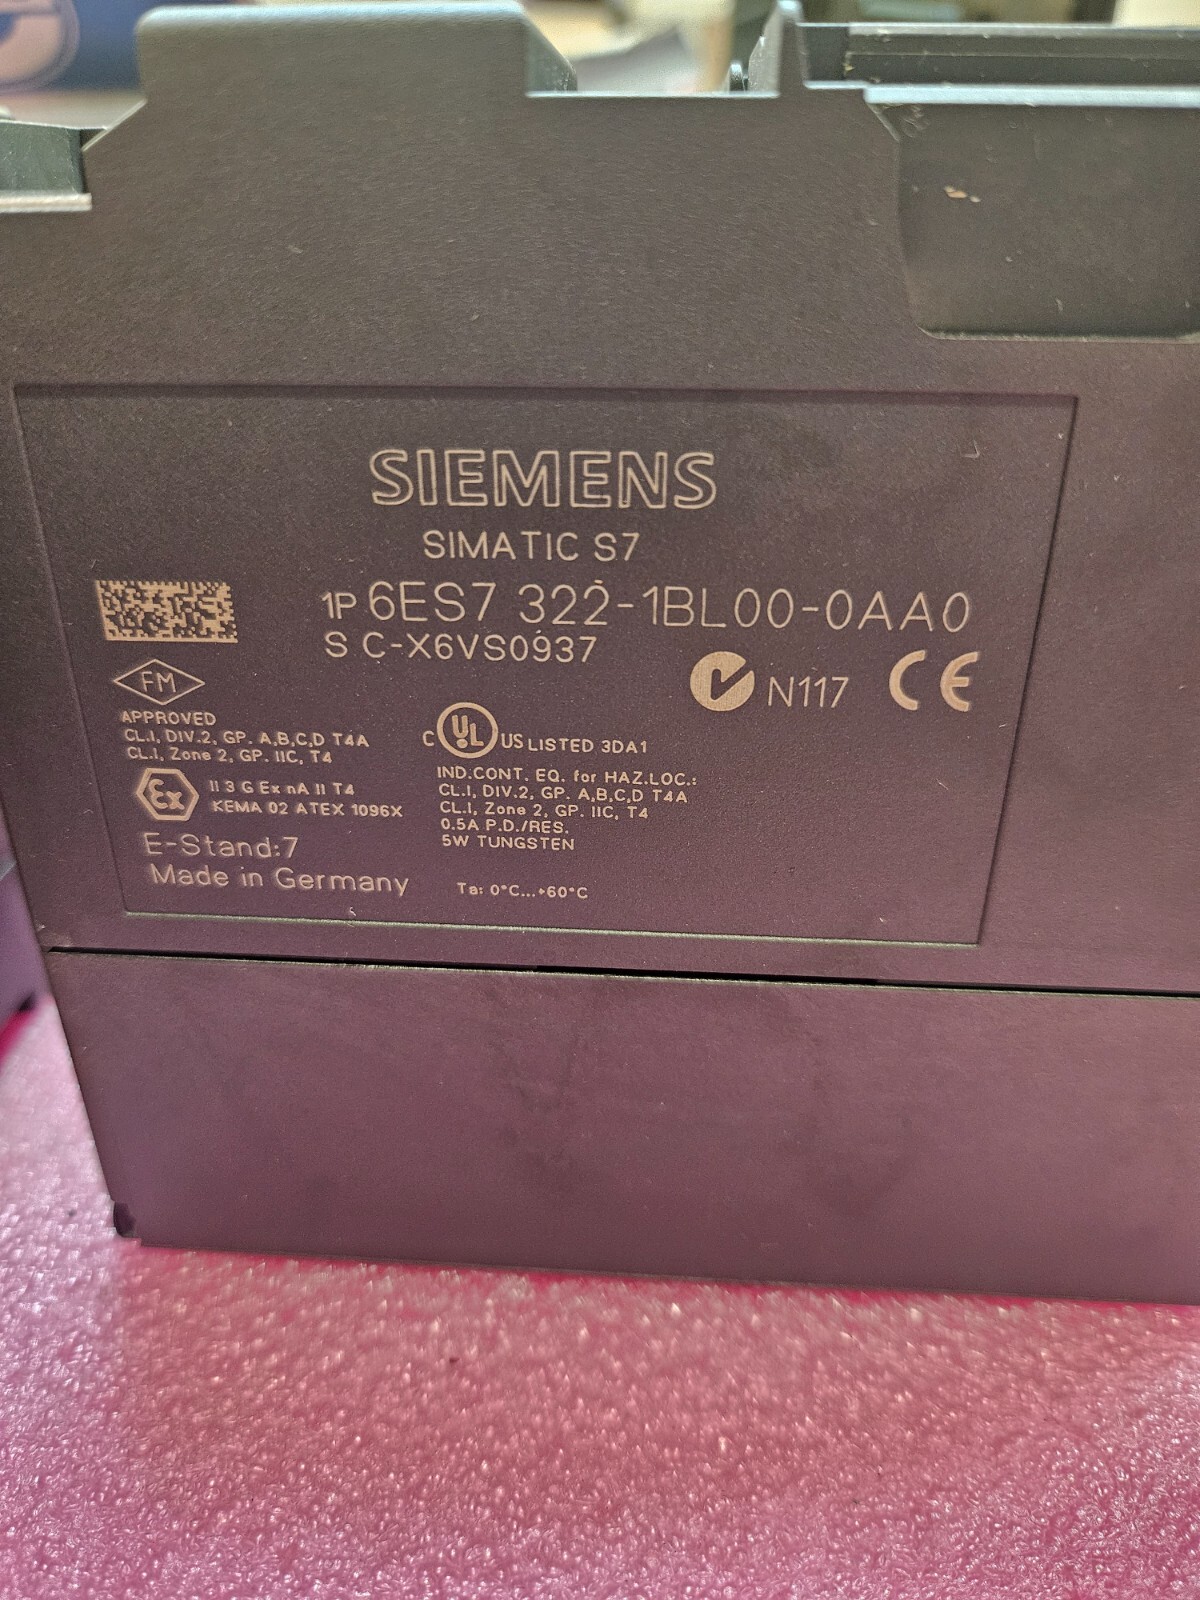 SIEMENS
SIMATIC S7
1P 6ES7 322-1BL00-0AA0
S C-X6VS0937
N117 CE
FM
APPROVED
CL.I, DIV.2, GP. A,B,C,D T4A
CL.I, Zone 2, GP. IIC, T4
C UL US LISTED 3DA1
IND.CONT. EQ. for HAZ.LOC.:
CL.I, DIV.2, GP. A,B,C,D T4A
CL.I, Zone 2, GP. IIC, T4
0.5A P.D./RES.
5W TUNGSTEN
Ex II 3 G Ex nA II T4
KEMA 02 ATEX 1096X
E-Stand:7
Made in Germany
Ta: 0°C...+60°C